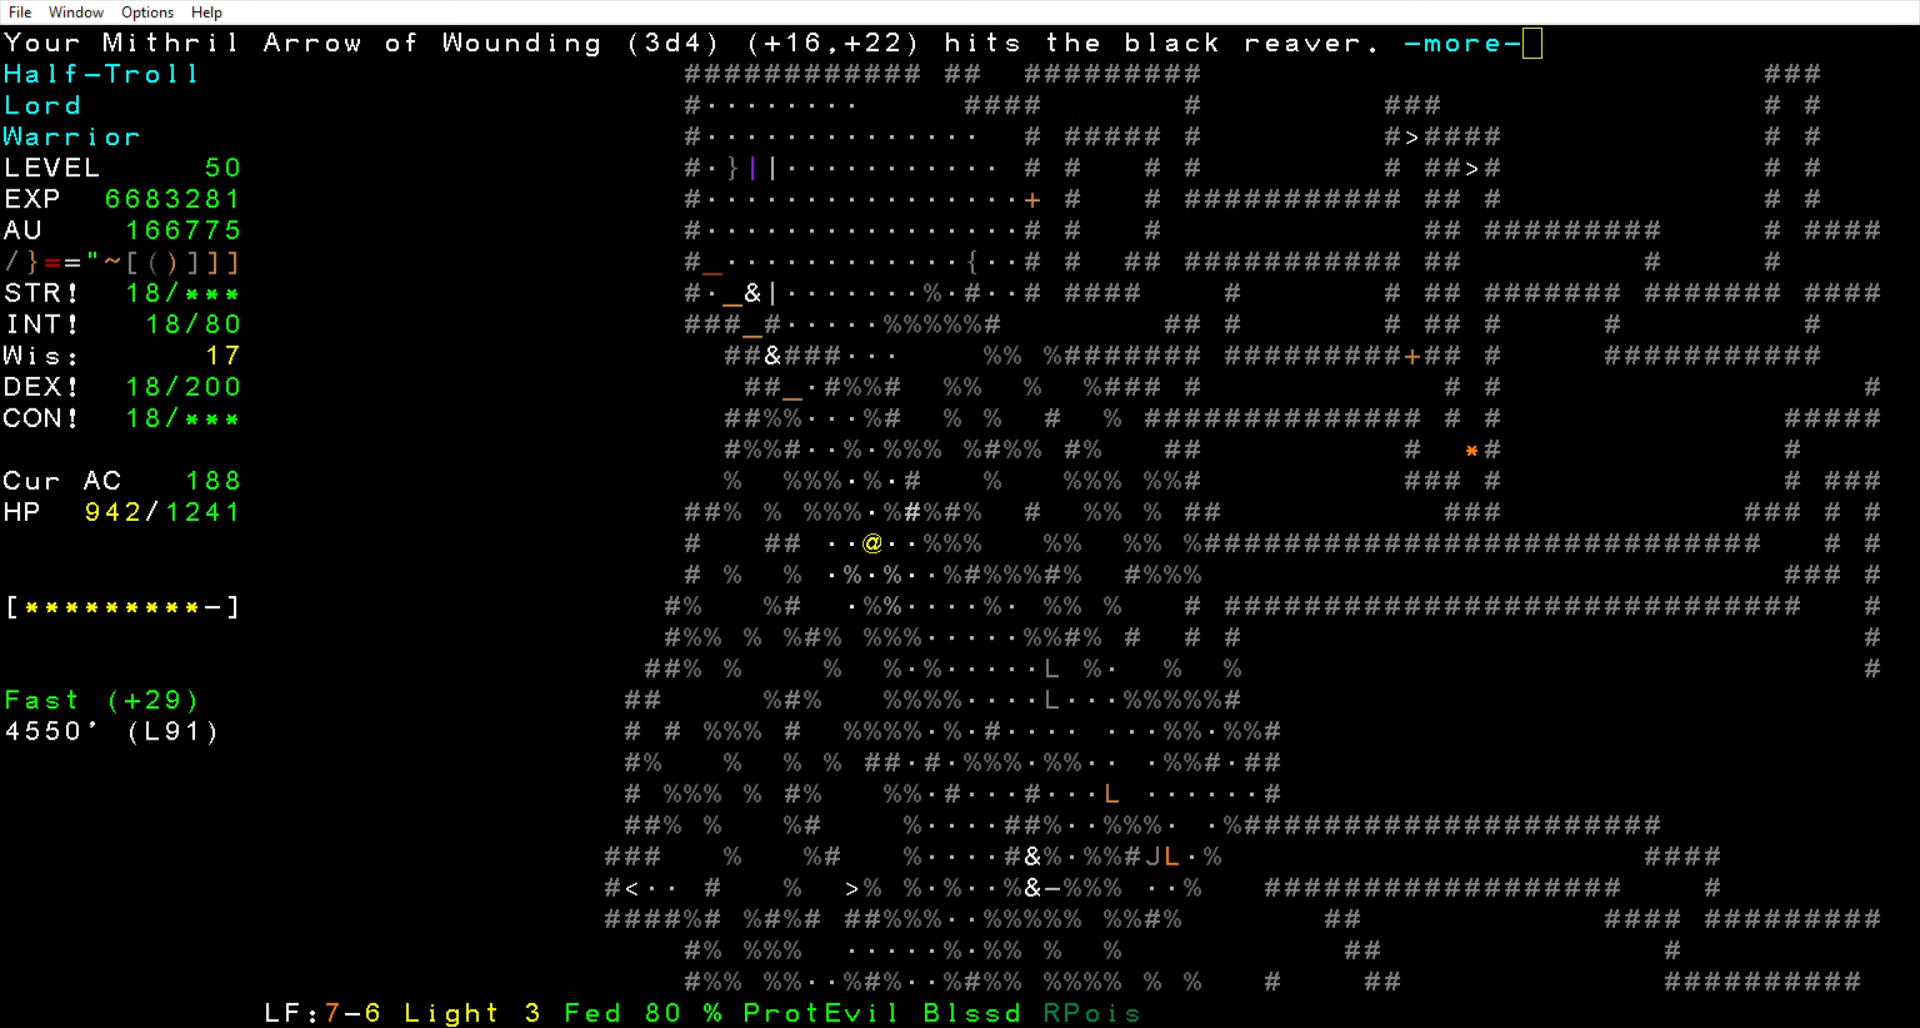 File Window Options Help
Your Mithril Arrow of Wounding (3d4) (+16,+22) hits the black reaver. -more-
Half-Troll
Lord
Warrior
LEVEL 50
EXP 6683281
AU 166775
/}=="~[()]]]
STR! 18/***
INT! 18/80
Wis: 17
DEX! 18/200
CON! 18/***
Cur AC 188
HP 942/1241
[*********-]
Fast (+29)
4550' (L91)
LF:7-6 Light 3 Fed 80 % ProtEvil Blssd RPois